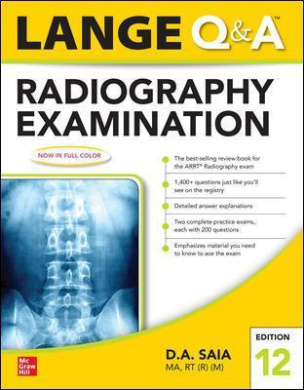 LANGE Q&A™
RADIOGRAPHY
EXAMINATION
NOW IN FULL COLOR
The best-selling review book for
the ARRT® Radiography exam
1,400+ questions just like you'll
see on the registry
Detailed answer explanations
Two complete practice exams,
each with 200 questions
Emphasizes material you need
to know to ace the exam
EDITION
12
D.A. SAIA
MA, RT (R) (M)
Mc
Graw
Hill